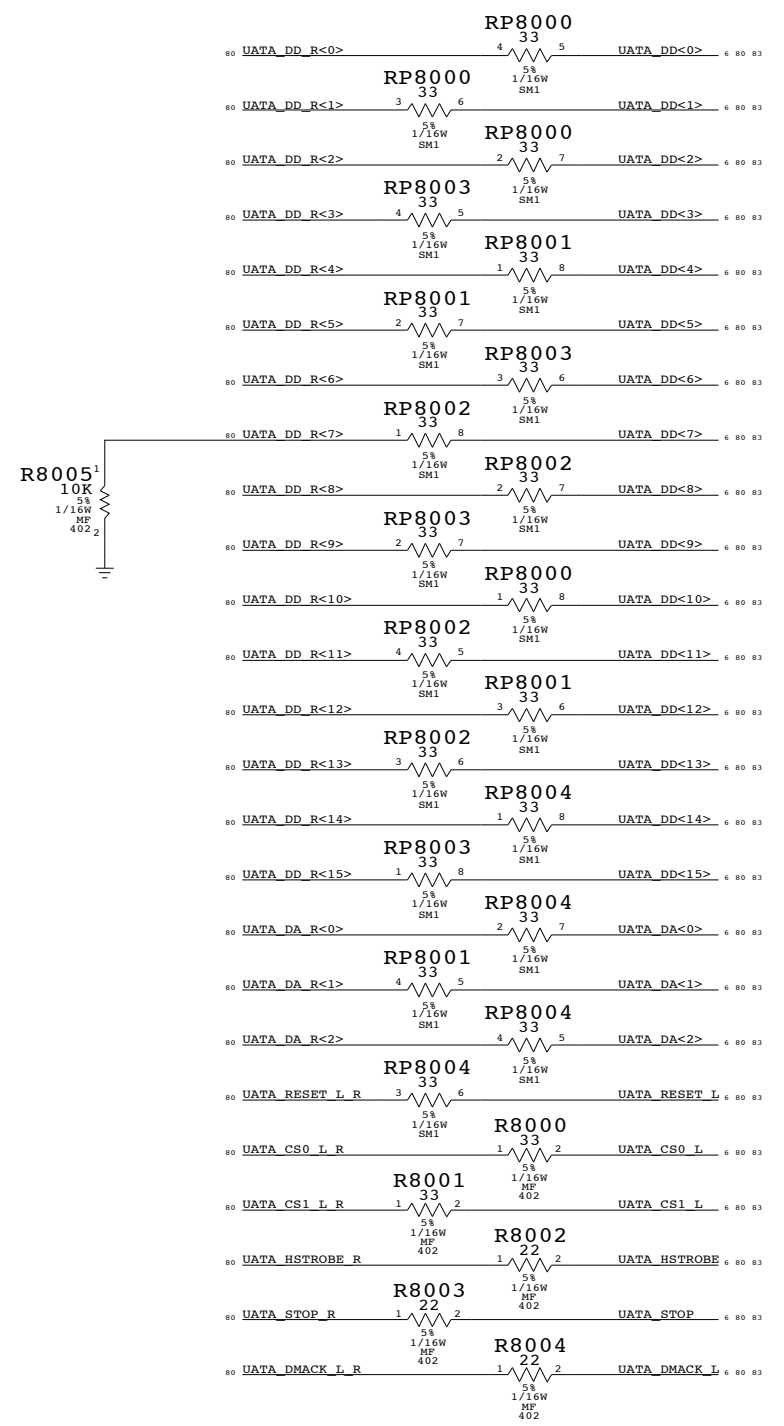 RP8000
33
80 UATA_DD_R<0> 4 5 UATA_DD<0> 6 80 83
5%
1/16W
SM1
RP8000
33
80 UATA_DD_R<1> 3 6 UATA_DD<1> 6 80 83
5%
1/16W
SM1
RP8000
33
80 UATA_DD_R<2> 2 7 UATA_DD<2> 6 80 83
5%
1/16W
SM1
RP8003
33
80 UATA_DD_R<3> 4 5 UATA_DD<3> 6 80 83
5%
1/16W
SM1
RP8001
33
80 UATA_DD_R<4> 1 8 UATA_DD<4> 6 80 83
5%
1/16W
SM1
RP8001
33
80 UATA_DD_R<5> 2 7 UATA_DD<5> 6 80 83
5%
1/16W
SM1
RP8003
33
80 UATA_DD_R<6> 3 6 UATA_DD<6> 6 80 83
5%
1/16W
SM1
RP8002
33
80 UATA_DD_R<7> 1 8 UATA_DD<7> 6 80 83
5%
1/16W
SM1
R8005 1
10K
5%
1/16W
MF
402 2
RP8002
33
80 UATA_DD_R<8> 2 7 UATA_DD<8> 6 80 83
5%
1/16W
SM1
RP8003
33
80 UATA_DD_R<9> 2 7 UATA_DD<9> 6 80 83
5%
1/16W
SM1
RP8000
33
80 UATA_DD_R<10> 1 8 UATA_DD<10> 6 80 83
5%
1/16W
SM1
RP8002
33
80 UATA_DD_R<11> 4 5 UATA_DD<11> 6 80 83
5%
1/16W
SM1
RP8001
33
80 UATA_DD_R<12> 3 6 UATA_DD<12> 6 80 83
5%
1/16W
SM1
RP8002
33
80 UATA_DD_R<13> 3 6 UATA_DD<13> 6 80 83
5%
1/16W
SM1
RP8004
33
80 UATA_DD_R<14> 1 8 UATA_DD<14> 6 80 83
5%
1/16W
SM1
RP8003
33
80 UATA_DD_R<15> 1 8 UATA_DD<15> 6 80 83
5%
1/16W
SM1
RP8004
33
80 UATA_DA_R<0> 2 7 UATA_DA<0> 6 80 83
5%
1/16W
SM1
RP8001
33
80 UATA_DA_R<1> 4 5 UATA_DA<1> 6 80 83
5%
1/16W
SM1
RP8004
33
80 UATA_DA_R<2> 4 5 UATA_DA<2> 6 80 83
5%
1/16W
SM1
RP8004
33
80 UATA_RESET_L_R 3 6 UATA_RESET_L 6 80 83
5%
1/16W
SM1
R8000
33
80 UATA_CS0_L_R 1 2 UATA_CS0_L 6 80 83
5%
1/16W
MF
402
R8001
33
80 UATA_CS1_L_R 1 2 UATA_CS1_L 6 80 83
5%
1/16W
MF
402
R8002
22
80 UATA_HSTROBE_R 1 2 UATA_HSTROBE 6 80 83
5%
1/16W
MF
402
R8003
22
80 UATA_STOP_R 1 2 UATA_STOP 6 80 83
5%
1/16W
MF
402
R8004
22
80 UATA_DMACK_L_R 1 2 UATA_DMACK_L 6 80 83
5%
1/16W
MF
402